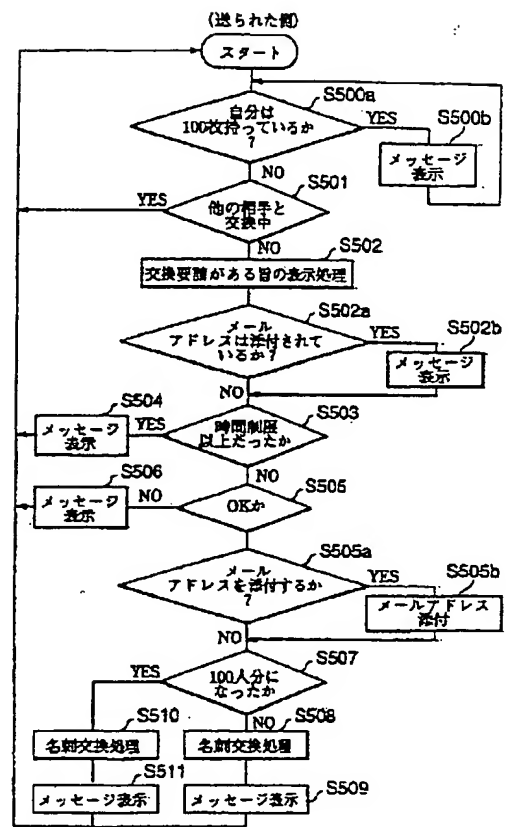 (送られた側)
スタート
S500a
自分は
100枚持っているか
?
YES
S500b
メッセージ
表示
NO
S501
YES
他の相手と
交換中
NO
S502
交換要請がある旨の表示処理
S502a
メール
アドレスは添付されて
いるか?
YES
S502b
メッセージ
表示
NO
S503
S504
メッセージ
表示
YES
時間制限
以上だったか
S506
メッセージ
表示
NO
S505
NO
OKか
S505a
メール
アドレスを添付するか
?
YES
S505b
メールアドレス
添付
NO
S507
YES
100人分に
なったか
S510
NO
S508
名刺交換処理
名刺交換処理
S511
メッセージ表示
メッセージ表示
S509